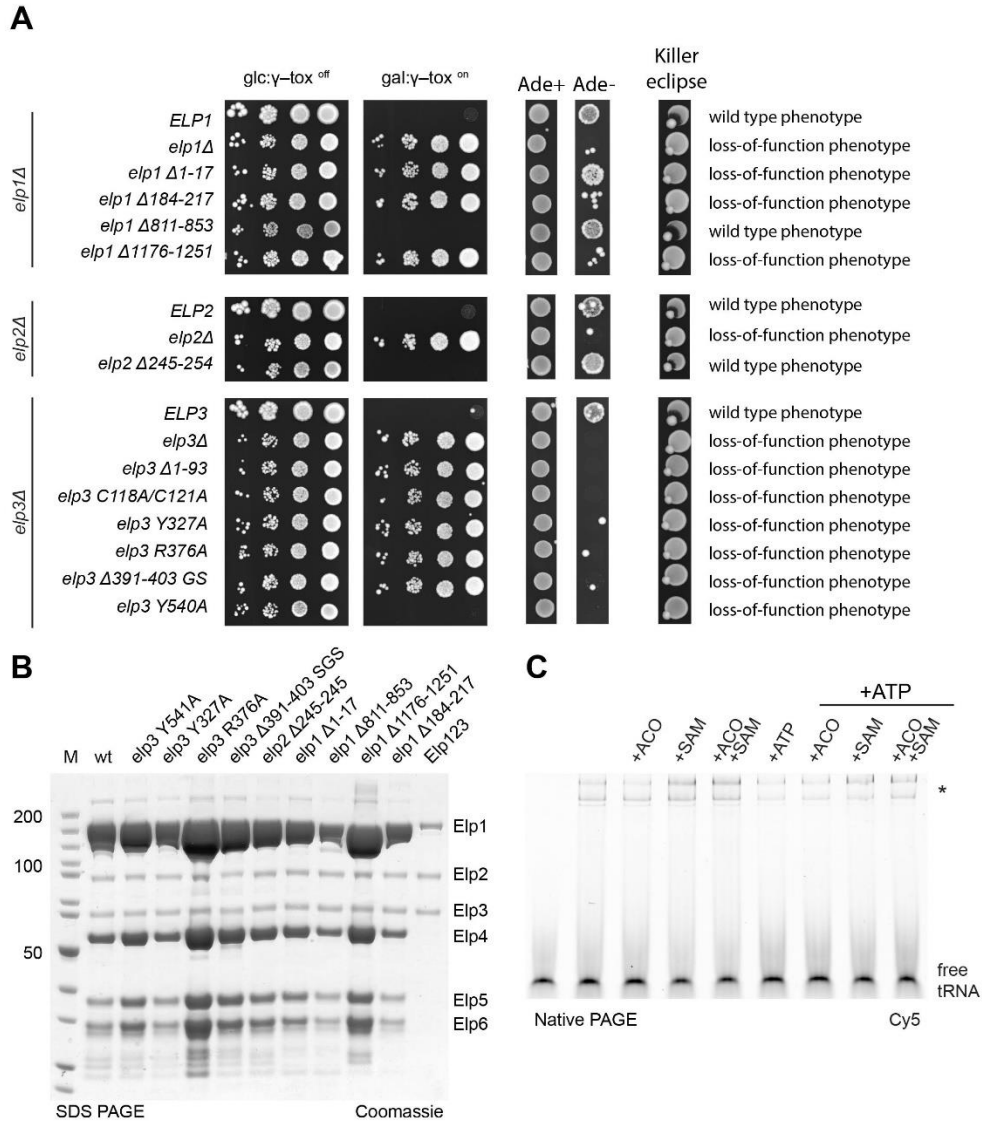 A
glc:γ–tox off
gal:γ–tox on
Ade+
Ade-
Killer
eclipse
elp1Δ
ELP1
wild type phenotype
elp1Δ
loss-of-function phenotype
elp1 Δ1-17
loss-of-function phenotype
elp1 Δ184-217
loss-of-function phenotype
elp1 Δ811-853
wild type phenotype
elp1 Δ1176-1251
loss-of-function phenotype
elp2Δ
ELP2
wild type phenotype
elp2Δ
loss-of-function phenotype
elp2 Δ245-254
wild type phenotype
elp3Δ
ELP3
wild type phenotype
elp3Δ
loss-of-function phenotype
elp3 Δ1-93
loss-of-function phenotype
elp3 C118A/C121A
loss-of-function phenotype
elp3 Y327A
loss-of-function phenotype
elp3 R376A
loss-of-function phenotype
elp3 Δ391-403 GS
loss-of-function phenotype
elp3 Y540A
loss-of-function phenotype
B
M
wt
elp3 Y541A
elp3 Y327A
elp3 R376A
elp3 Δ391-403 SGS
elp2 Δ245-245
elp1 Δ1-17
elp1 Δ811-853
elp1 Δ1176-1251
elp1 Δ184-217
Elp123
200
100
50
Elp1
Elp2
Elp3
Elp4
Elp5
Elp6
SDS PAGE
Coomassie
C
+ATP
+ACO
+SAM
+ACO
+SAM
+ATP
+ACO
+SAM
+ACO
+SAM
*
free
tRNA
Native PAGE
Cy5